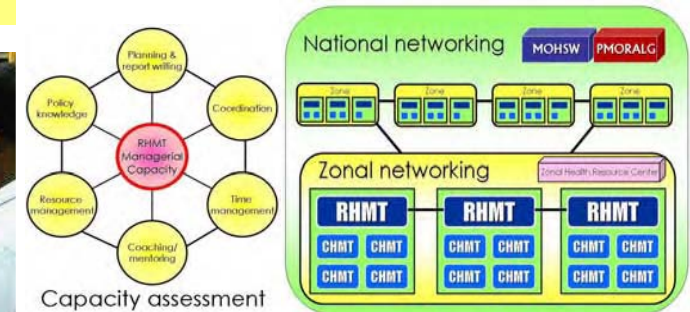 Planning &
report writing
Policy
knowledge
Coordination
RHMT
Managerial
Capacity
Resource
management
Time
management
Coaching/
mentoring
Capacity assessment
National networking
MOHSW PMORALG
Zone Zone Zone Zone
Zonal networking
Zonal Health Resource Center
RHMT RHMT RHMT
CHMT CHMT CHMT CHMT CHMT CHMT
CHMT CHMT CHMT CHMT CHMT CHMT